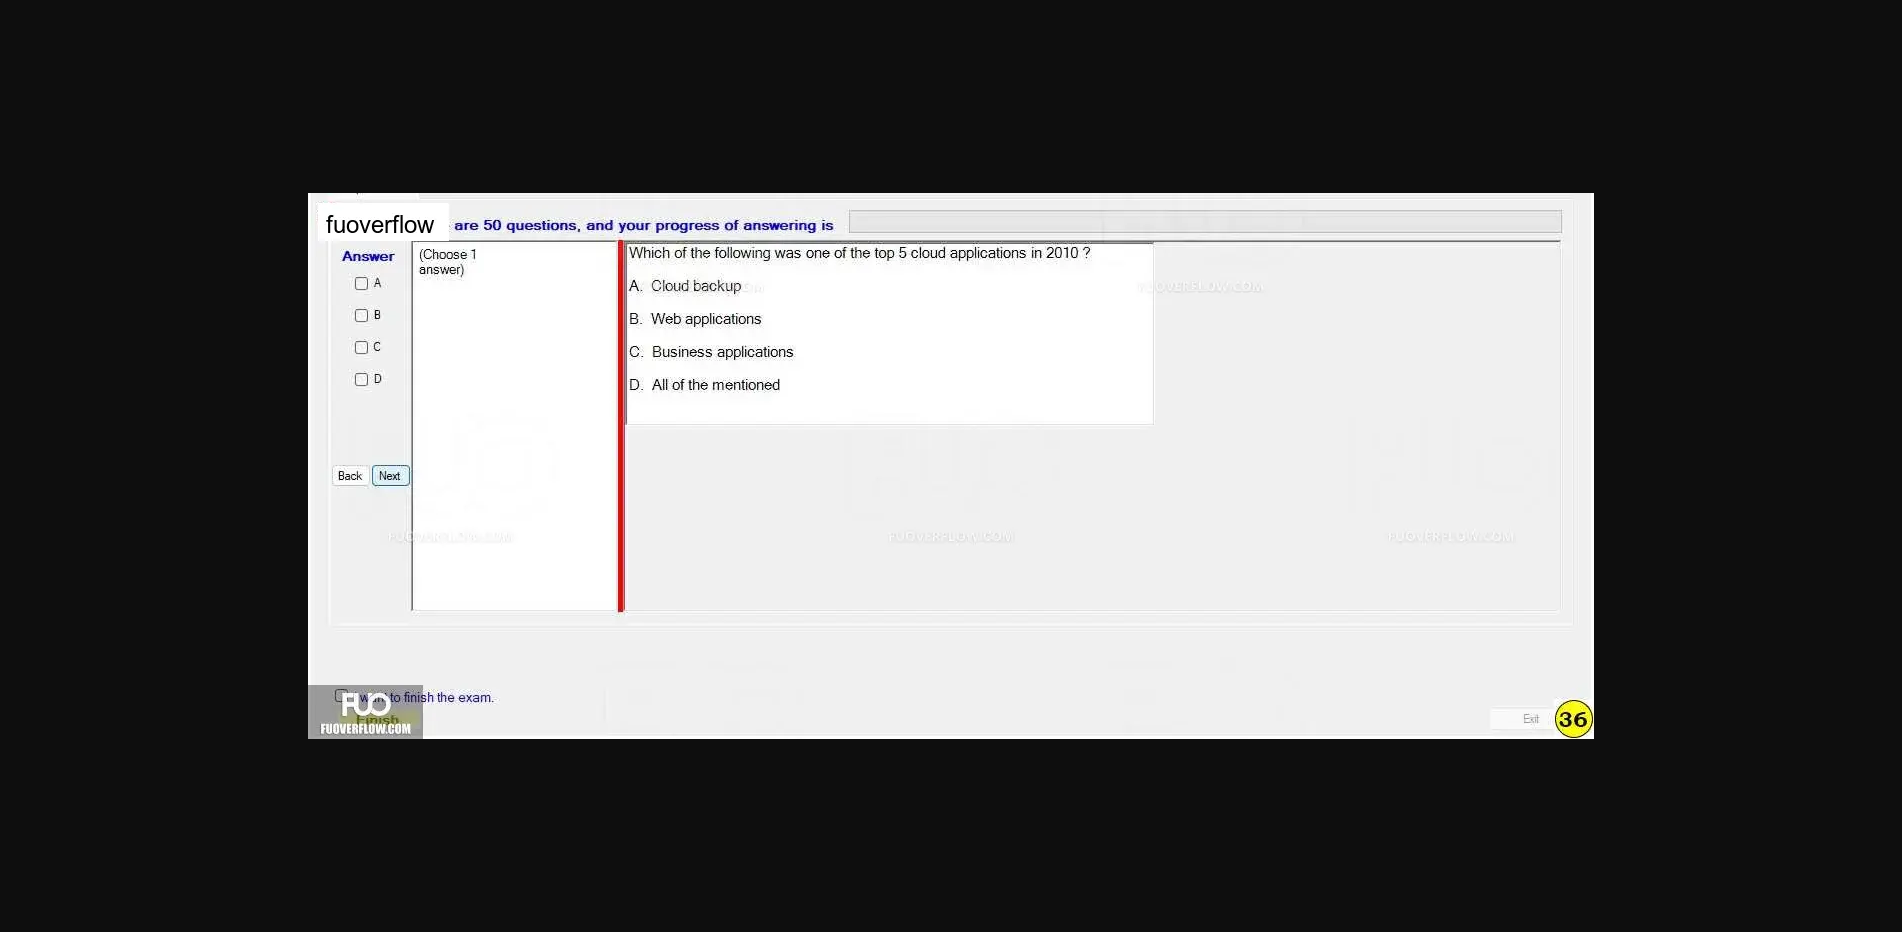 fuoverflow are 50 questions, and your progress of answering is
Answer
A
B
C
D
Back Next
(Choose 1
answer)
Which of the following was one of the top 5 cloud applications in 2010 ?
A. Cloud backup
B. Web applications
C. Business applications
D. All of the mentioned
FUOVERFLOW.COM
FUOVERFLOW.COM FUOVERFLOW.COM FUOVERFLOW.COM
I want to finish the exam.
Finish
FUO
FUOVERFLOW.COM
Exit 36